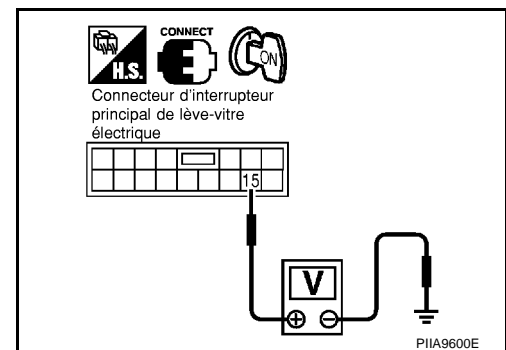 CONNECT
H.S.
ON
Connecteur d'interrupteur
principal de lève-vitre
électrique
15
V
PIIA9600E